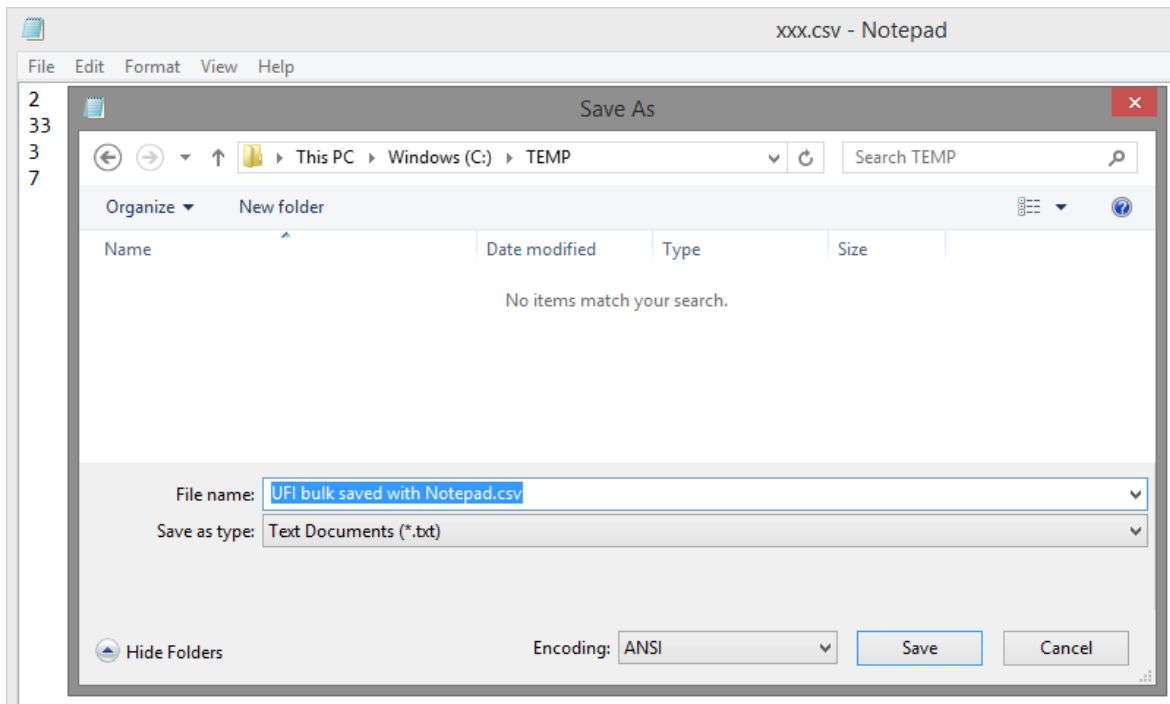 xxx.csv - Notepad
File Edit Format View Help
2
33
3
7
Save As
This PC Windows (C:) TEMP
Search TEMP
Organize New folder
Name Date modified Type Size
No items match your search.
File name: UFI bulk saved with Notepad.csv
Save as type: Text Documents (*.txt)
Hide Folders Encoding: ANSI Save Cancel